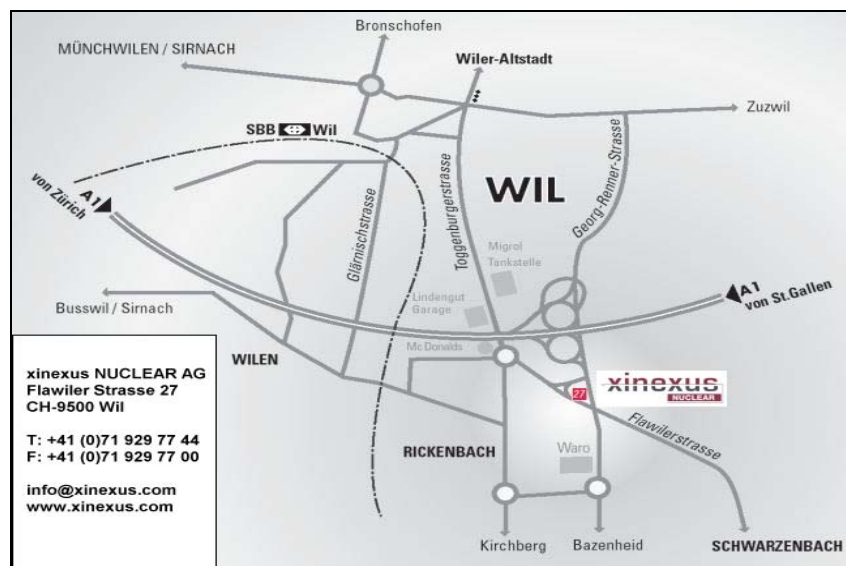 Bronschofen
MÜNCHWILEN / SIRNACH
Wiler-Altstadt
Zuzwil
SBB Wil
WIL
Georg-Renner-Strasse
Toggenburgerstrasse
Glärnischstrasse
A1
von Zürich
Migrol
Tankstelle
A1
von St.Gallen
Lindengut
Garage
Busswil / Sirnach
WILEN
Mc Donalds
xinexus
NUCLEAR
27
Flawilerstrasse
RICKENBACH
Waro
Kirchberg
Bazenheid
SCHWARZENBACH
xinexus NUCLEAR AG
Flawiler Strasse 27
CH-9500 Wil
T: +41 (0)71 929 77 44
F: +41 (0)71 929 77 00
info@xinexus.com
www.xinexus.com